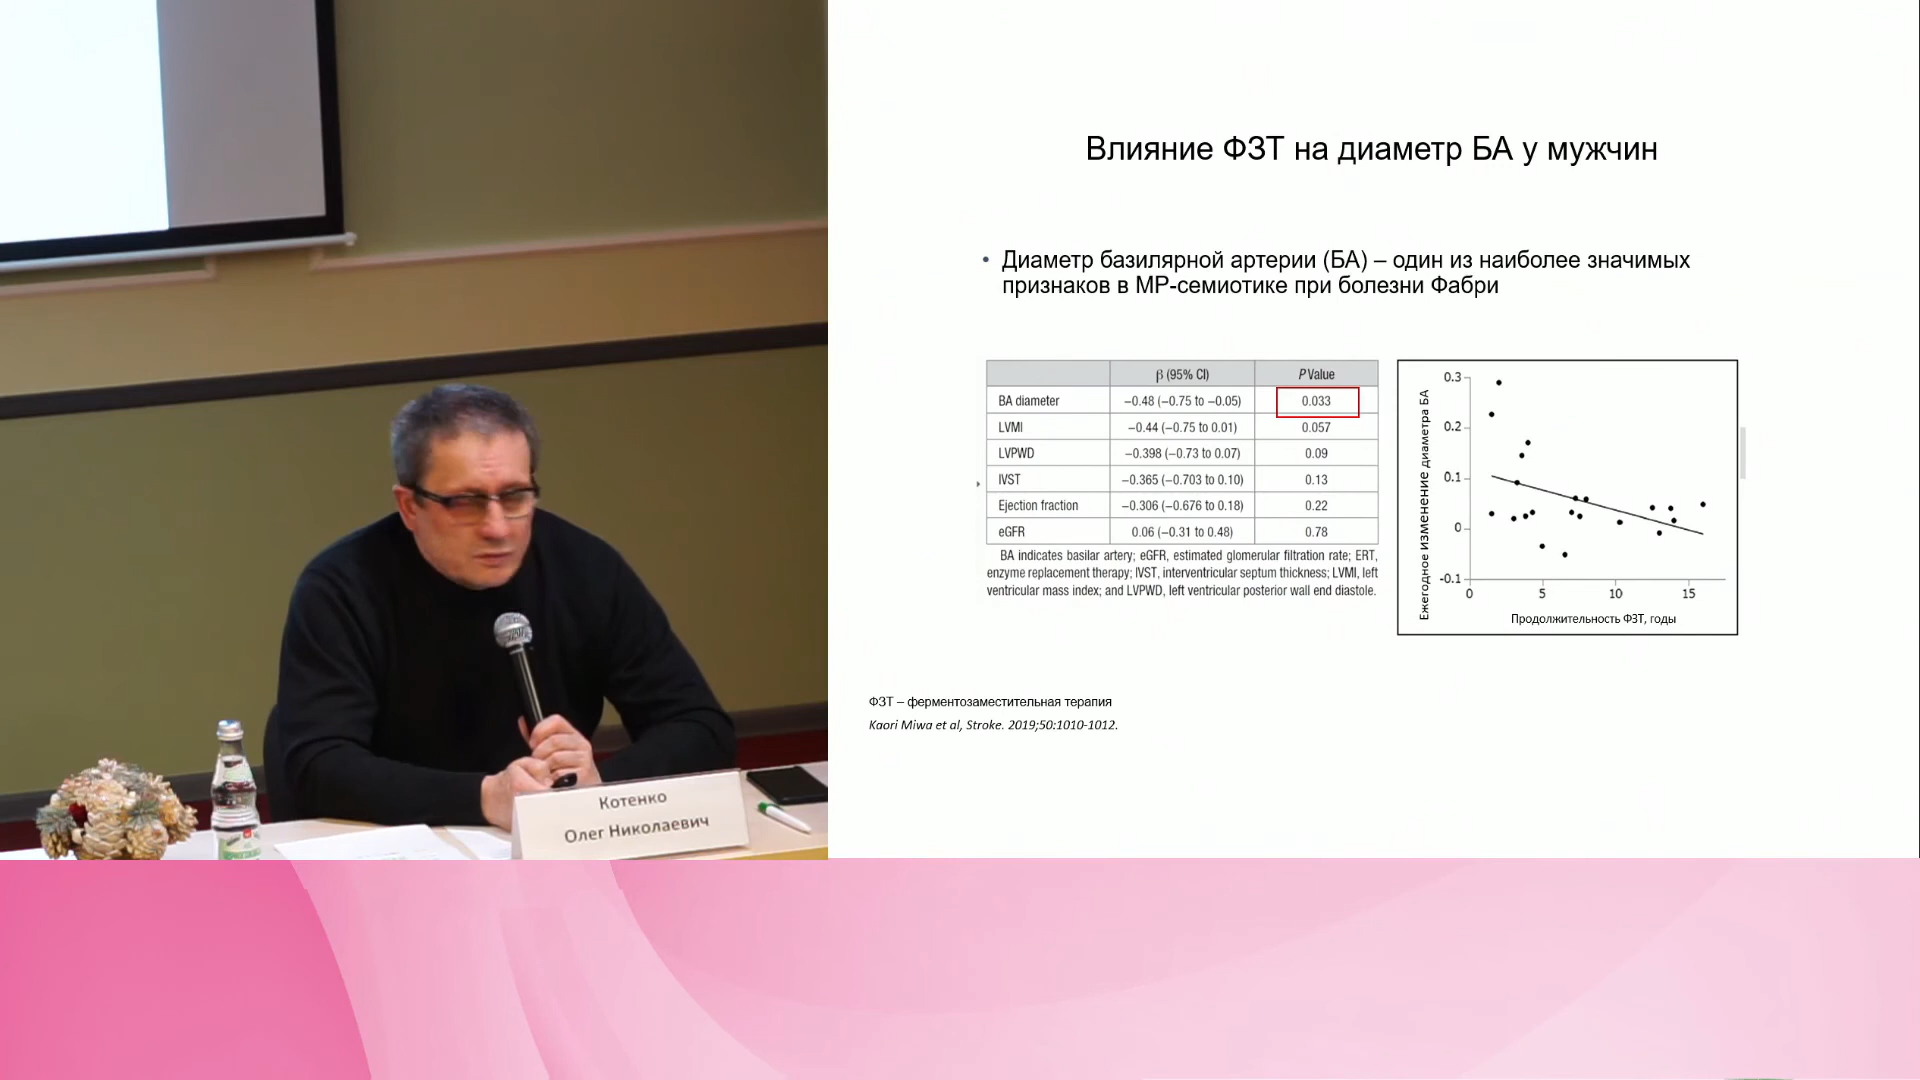 Влияние ФЗТ на диаметр БА у мужчин
• Диаметр базилярной артерии (БА) – один из наиболее значимых
признаков в МР-семиотике при болезни Фабри
β (95% CI) P Value
BA diameter −0.48 (−0.75 to −0.05) 0.033
LVMI −0.44 (−0.75 to 0.01) 0.057
LVPWD −0.398 (−0.73 to 0.07) 0.09
IVST −0.365 (−0.703 to 0.10) 0.13
Ejection fraction −0.306 (−0.676 to 0.18) 0.22
eGFR 0.06 (−0.31 to 0.48) 0.78
BA indicates basilar artery; eGFR, estimated glomerular filtration rate; ERT,
enzyme replacement therapy; IVST, interventricular septum thickness; LVMI, left
ventricular mass index; and LVPWD, left ventricular posterior wall end diastole.
Ежегодное изменение диаметра БА
0.3
0.2
0.1
0
-0.1
0 5 10 15
Продолжительность ФЗТ, годы
ФЗТ – ферментозаместительная терапия
Kaori Miwa et al, Stroke. 2019;50:1010-1012.
Котенко
Олег Николаевич